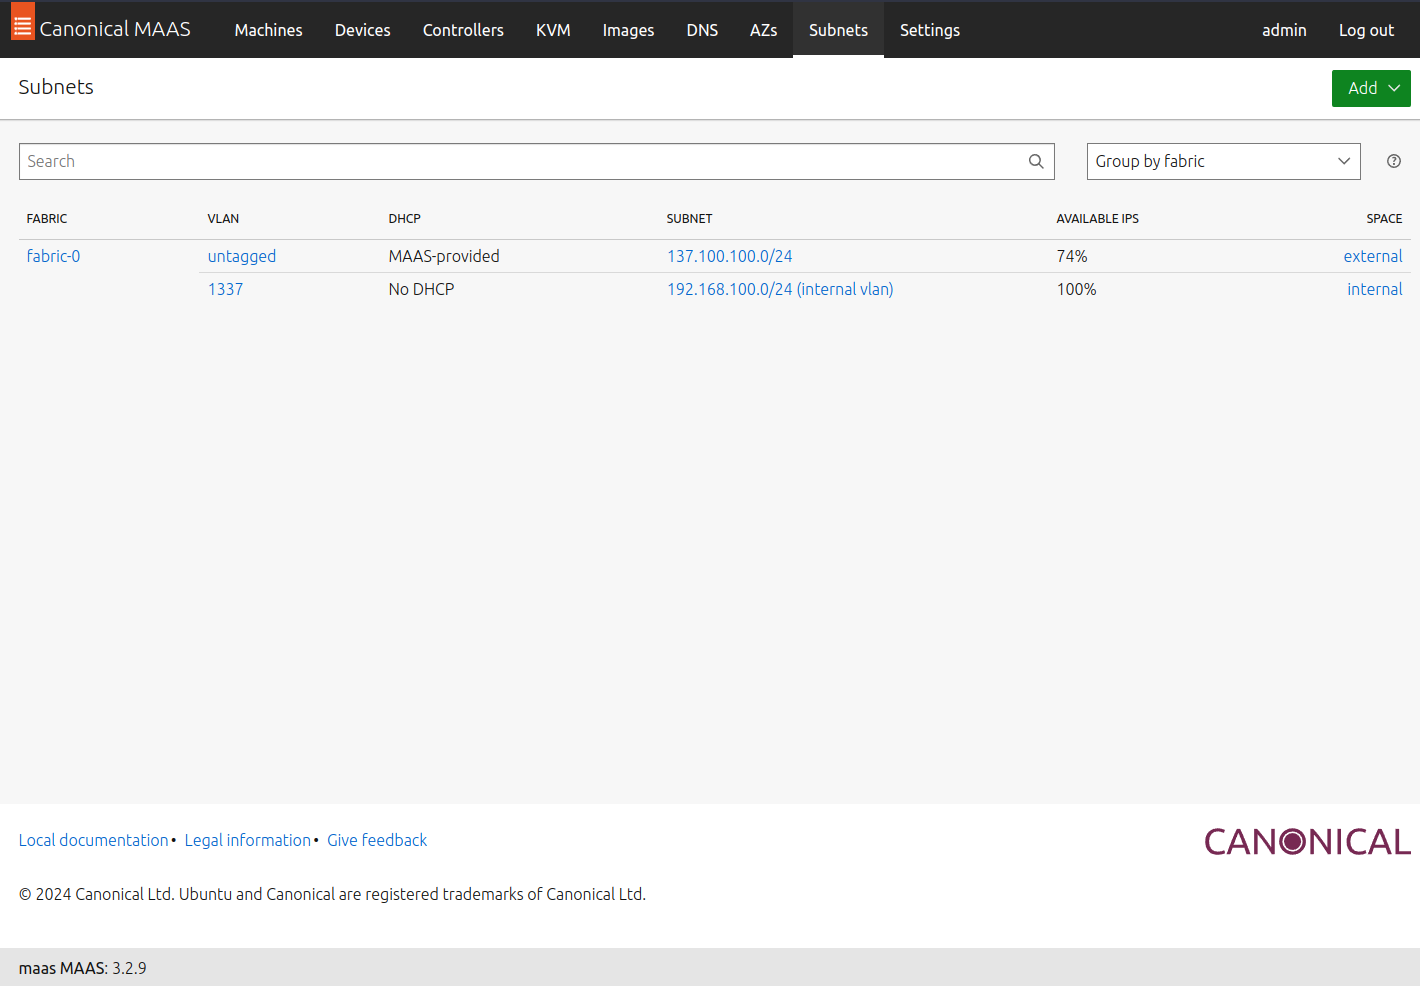 Canonical MAAS Machines Devices Controllers KVM Images DNS AZs Subnets Settings admin Log out
Subnets Add
Search Group by fabric
FABRIC VLAN DHCP SUBNET AVAILABLE IPS SPACE
fabric-0 untagged MAAS-provided 137.100.100.0/24 74% external
1337 No DHCP 192.168.100.0/24 (internal vlan) 100% internal
Local documentation • Legal information • Give feedback CANONICAL
© 2024 Canonical Ltd. Ubuntu and Canonical are registered trademarks of Canonical Ltd.
maas MAAS: 3.2.9